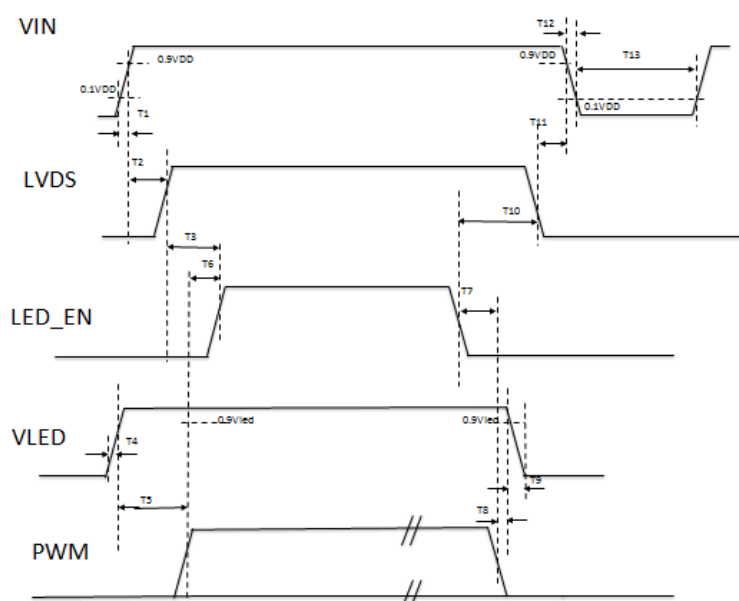 VIN
T12
0.9VDD
0.9VDD
T13
0.1VDD
0.1VDD
T1
T11
T2
LVDS
T10
T3
T6
T7
LED_EN
0.9Vled
0.9Vled
VLED
T4
T9
T5
T8
PWM